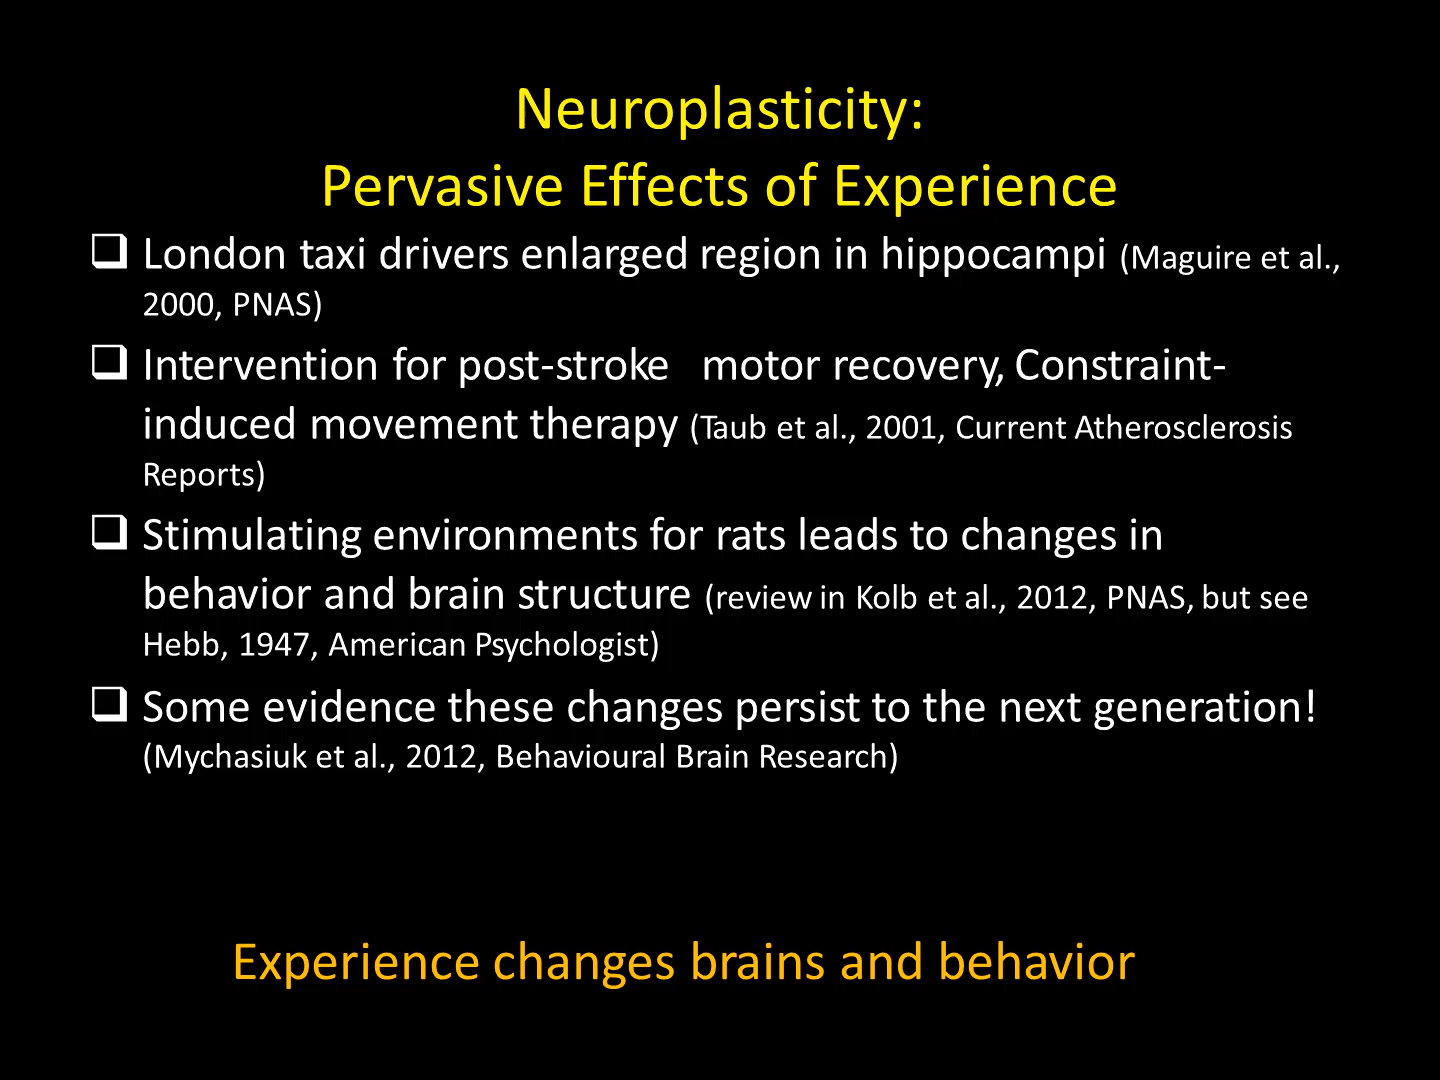 Neuroplasticity:
Pervasive Effects of Experience
❑ London taxi drivers enlarged region in hippocampi (Maguire et al.,
2000, PNAS)
❑ Intervention for post-stroke motor recovery, Constraint-
induced movement therapy (Taub et al., 2001, Current Atherosclerosis
Reports)
❑ Stimulating environments for rats leads to changes in
behavior and brain structure (review in Kolb et al., 2012, PNAS, but see
Hebb, 1947, American Psychologist)
❑ Some evidence these changes persist to the next generation!
(Mychasiuk et al., 2012, Behavioural Brain Research)
Experience changes brains and behavior